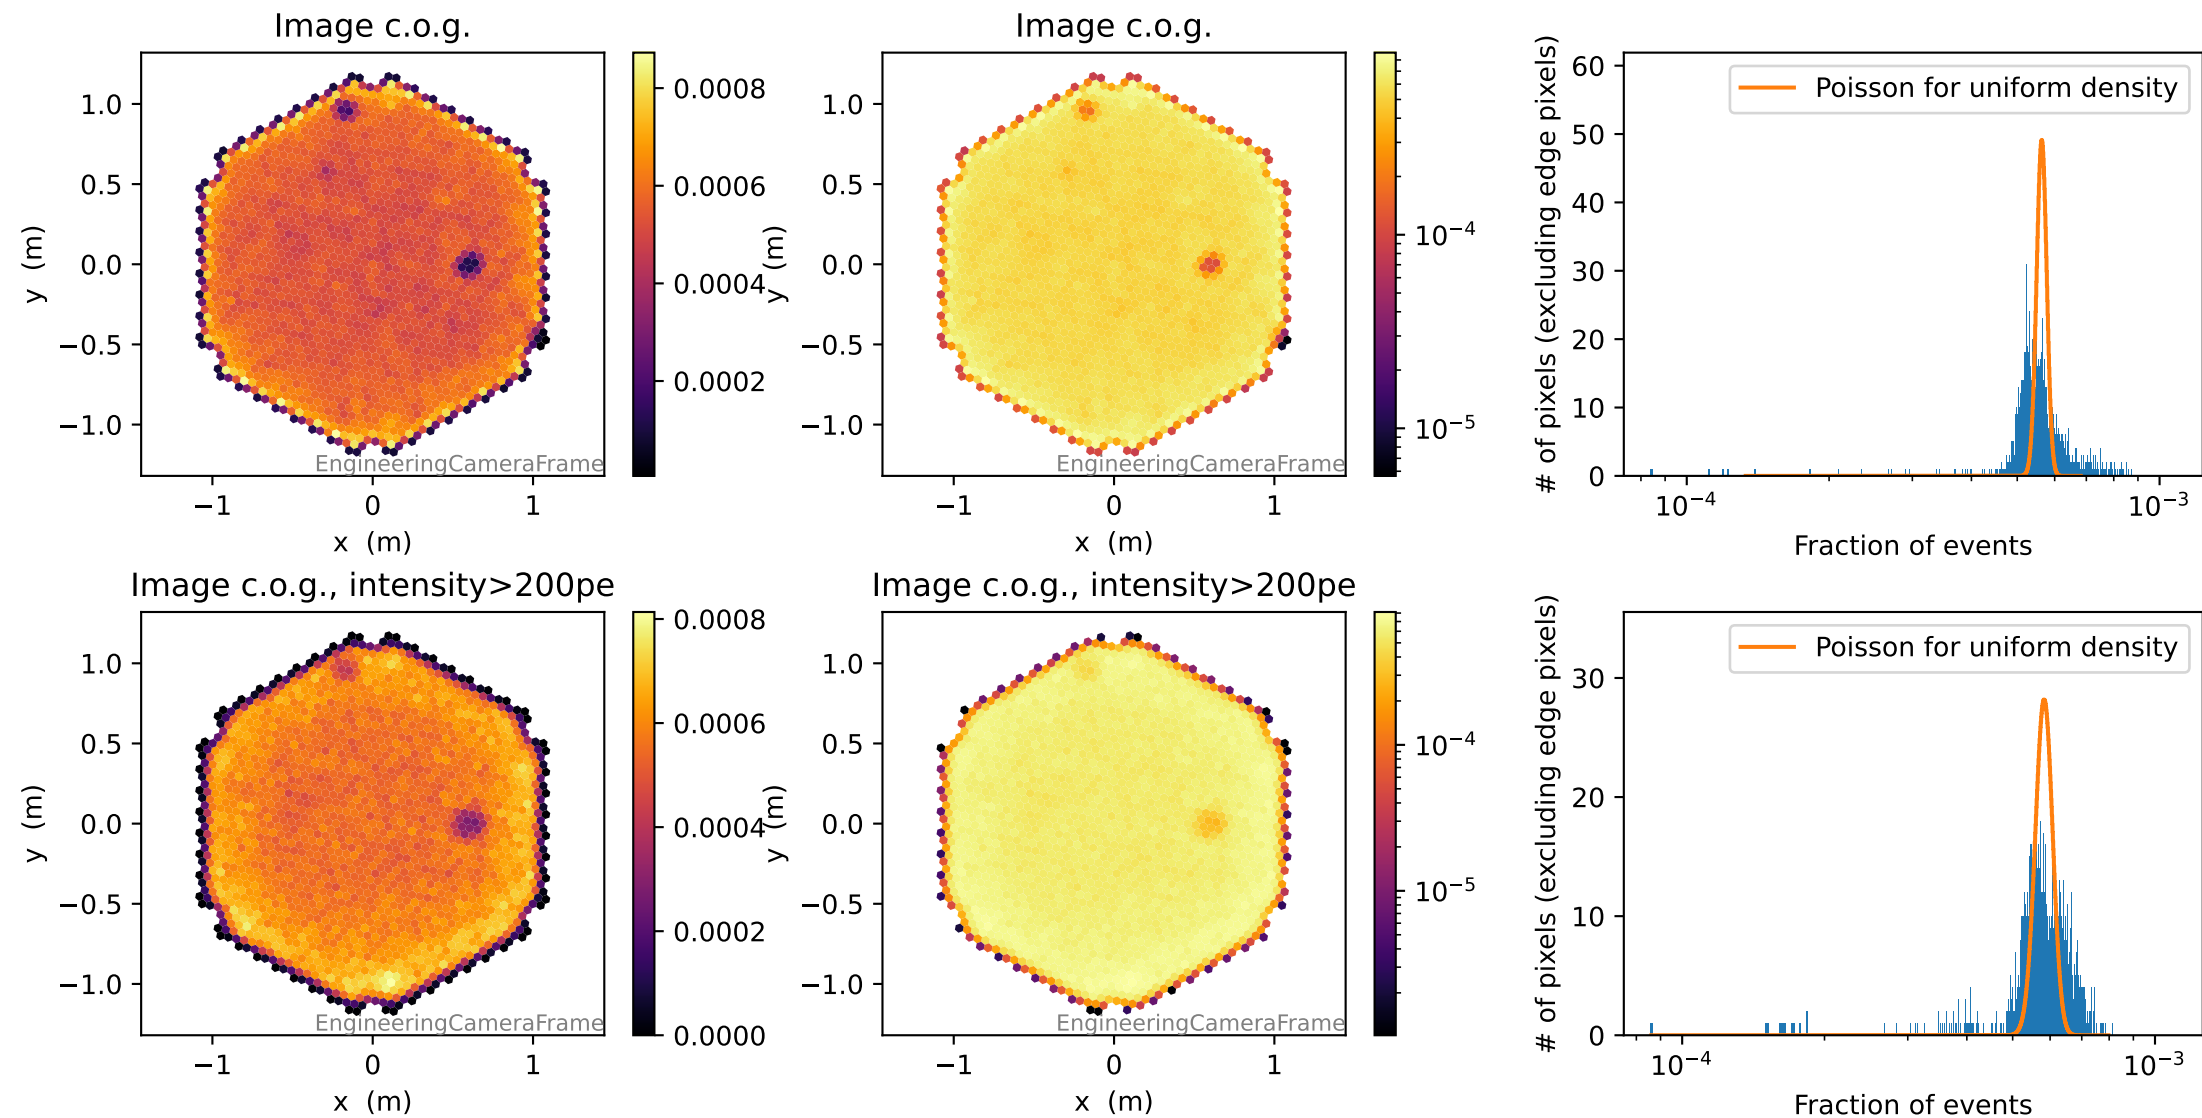 Image c.o.g.
1.0
0.5
0.0
−0.5
−1.0
y (m)
−1
0
1
x (m)
EngineeringCameraFrame
0.0008
0.0006
0.0004
0.0002
Image c.o.g.
1.0
0.5
0.0
−0.5
−1.0
y (m)
−1
0
1
x (m)
EngineeringCameraFrame
10⁻⁴
10⁻⁵
# of pixels (excluding edge pixels)
60
50
40
30
20
10
0
Poisson for uniform density
10⁻⁴
10⁻³
Fraction of events
Image c.o.g., intensity>200pe
1.0
0.5
0.0
−0.5
−1.0
y (m)
−1
0
1
x (m)
EngineeringCameraFrame
0.0008
0.0006
0.0004
0.0002
0.0000
Image c.o.g., intensity>200pe
1.0
0.5
0.0
−0.5
−1.0
y (m)
−1
0
1
x (m)
EngineeringCameraFrame
10⁻⁴
10⁻⁵
# of pixels (excluding edge pixels)
30
20
10
0
Poisson for uniform density
10⁻⁴
10⁻³
Fraction of events